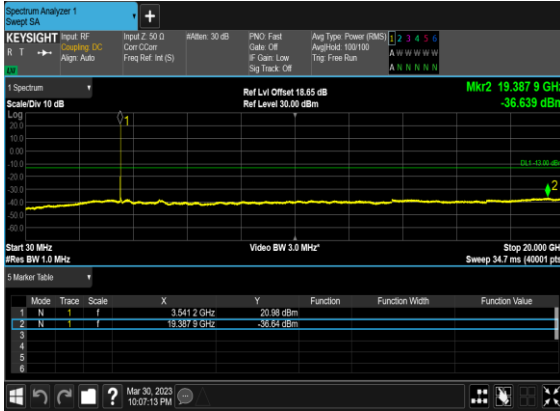 Spectrum Analyzer 1
Swept SA
+
KEYSIGHT
R T
Input: RF
Coupling: DC
Align: Auto
Input Z: 50 Ω
Corr CCorr
Freq Ref: Int (S)
#Atten: 30 dB
PNO: Fast
Gate: Off
IF Gain: Low
Sig Track: Off
Avg Type: Power (RMS)
Avg|Hold: 100/100
Trig: Free Run
1 2 3 4 5 6
A W W W W W
A N N N N N
1 Spectrum
Scale/Div 10 dB
Ref Lvl Offset 18.65 dB
Ref Level 30.00 dBm
Mkr2 19.387 9 GHz
-36.639 dBm
Log
20.0
10.0
0.00
-10.0
-20.0
-30.0
-40.0
-50.0
-60.0
1
DL1 -13.00 dBm
2
Start 30 MHz
#Res BW 1.0 MHz
Video BW 3.0 MHz*
Stop 20.000 GH
Sweep 34.7 ms (40001 pts
5 Marker Table
Mode Trace Scale X Y Function Function Width Function Value
1 N 1 f 3.541 2 GHz 20.98 dBm
2 N 1 f 19.387 9 GHz -36.64 dBm
3
4
5
6
?
Mar 30, 2023
10:07:13 PM